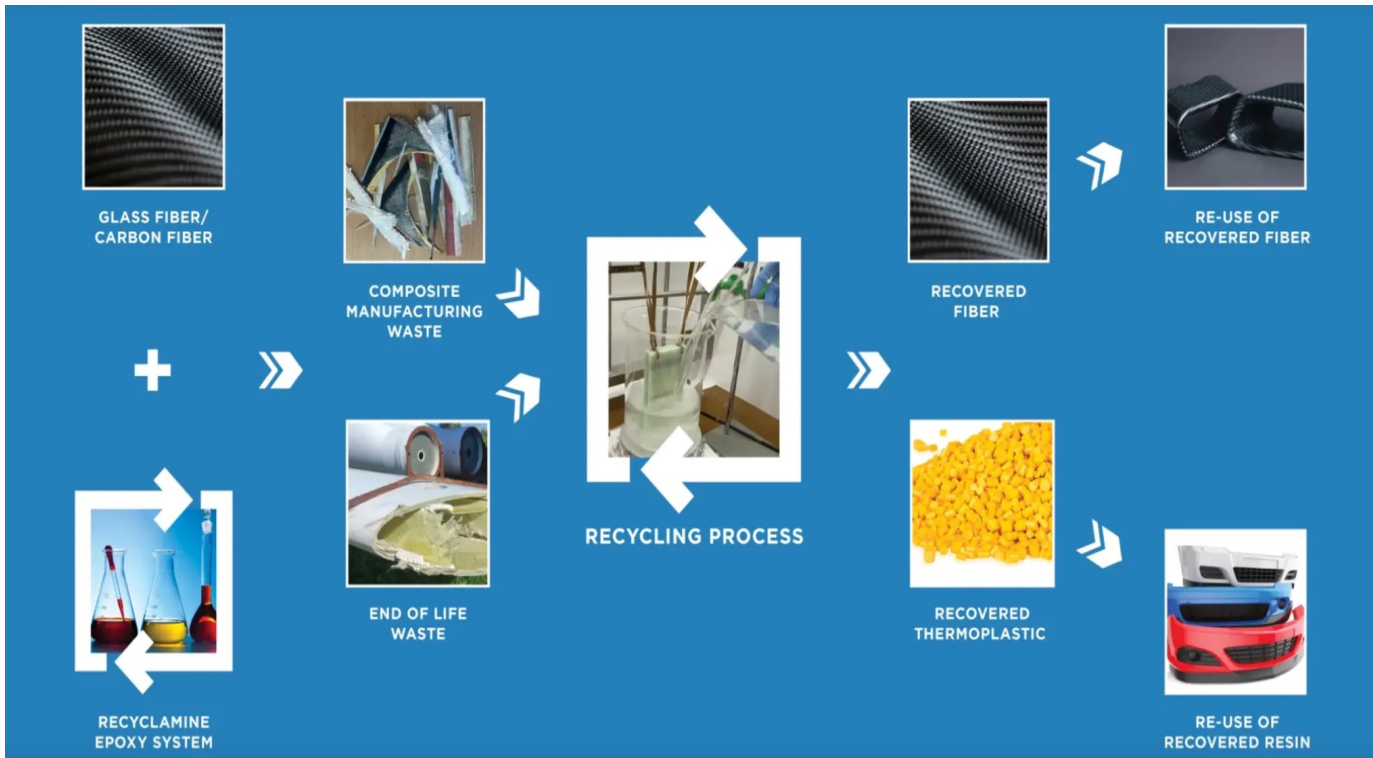 GLASS FIBER/
CARBON FIBER
RECYCLAMINE
EPOXY SYSTEM
COMPOSITE
MANUFACTURING
WASTE
END OF LIFE
WASTE
RECYCLING PROCESS
RECOVERED
FIBER
RECOVERED
THERMOPLASTIC
RE-USE OF
RECOVERED FIBER
RE-USE OF
RECOVERED RESIN